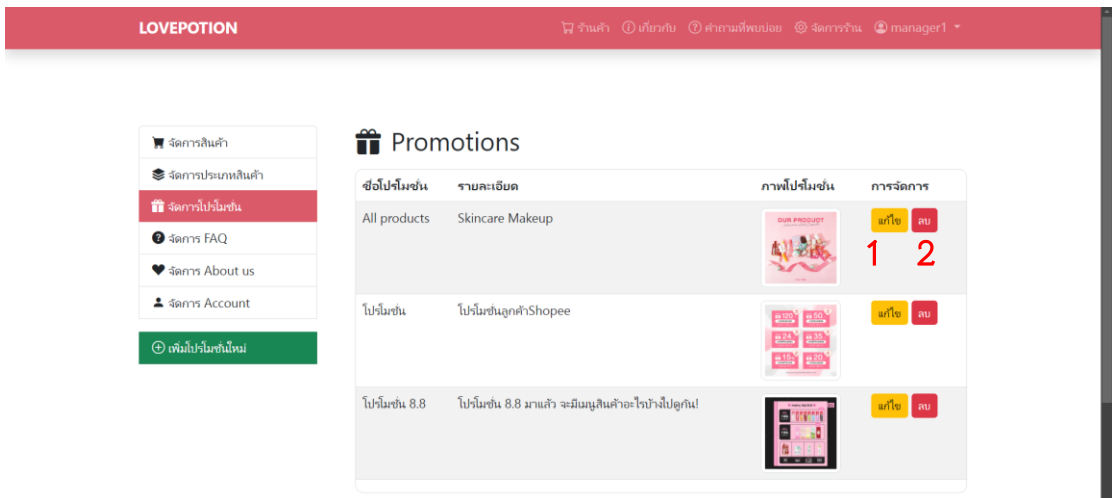 LOVEPOTION ร้านค้า เกี่ยวกับ คำถามที่พบบ่อย จัดการร้าน manager1
จัดการสินค้า
จัดการประเภทสินค้า
จัดการโปรโมชั่น
จัดการ FAQ
จัดการ About us
จัดการ Account
เพิ่มโปรโมชั่นใหม่
Promotions
ชื่อโปรโมชั่น รายละเอียด ภาพโปรโมชั่น การจัดการ
All products Skincare Makeup OUR PRODUCT แก้ไข ลบ
1 2
โปรโมชั่น โปรโมชั่นลูกค้าShopee 120 50 24 35 15 20 แก้ไข ลบ
โปรโมชั่น 8.8 โปรโมชั่น 8.8 มาแล้ว จะมีเมนูสินค้าอะไรบ้างไปดูกัน! แก้ไข ลบ